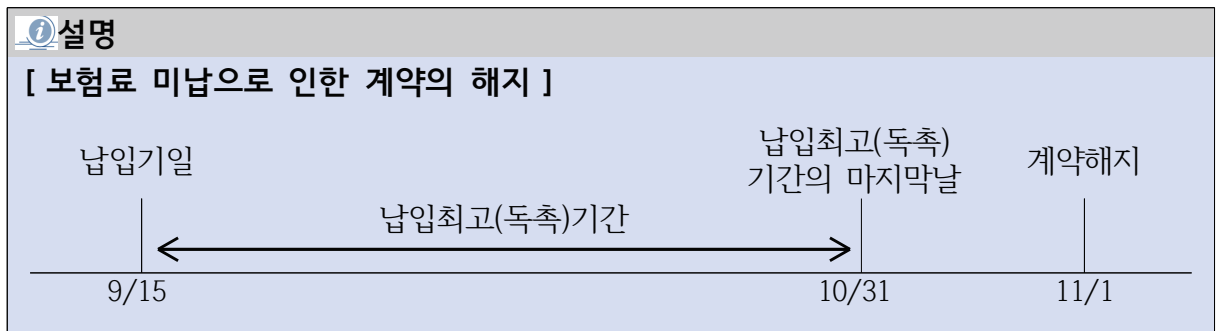 설명
[ 보험료 미납으로 인한 계약의 해지 ]
납입기일
납입최고(독촉)
기간의 마지막날
계약해지
납입최고(독촉)기간
9/15
10/31
11/1